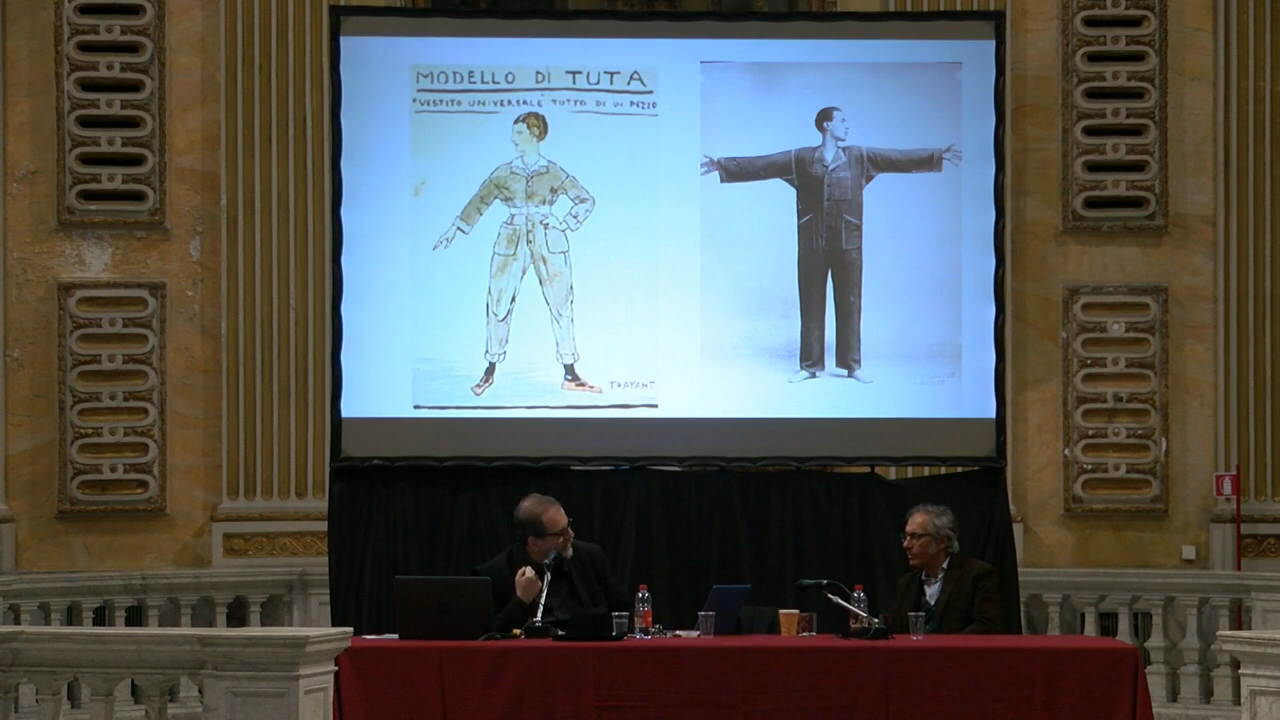 MODELLO DI TUTA
"VESTITO UNIVERSALE TUTTO DI UN PEZZO
THAYAHT